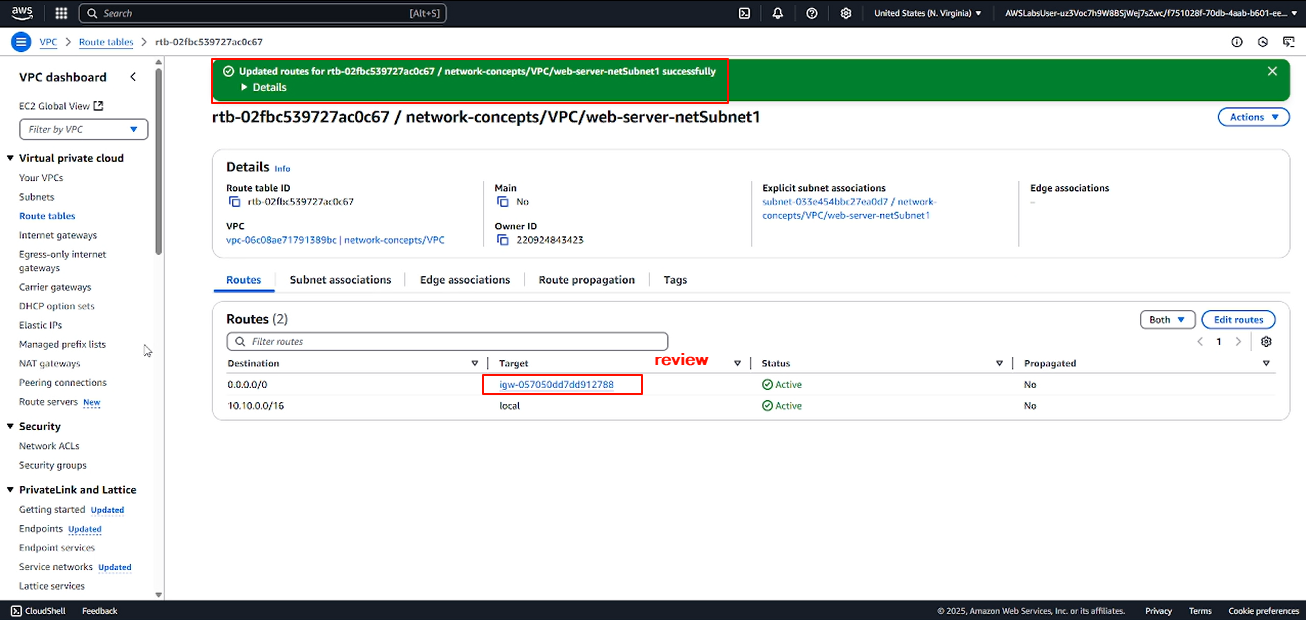 aws
Search [Alt+S]
United States (N. Virginia)
AWSLabsUser-uz3Voc7h9W8BSjWej7sZwc/f751028f-70db-4aab-b601-ee...
VPC > Route tables > rtb-02fbc539727ac0c67
VPC dashboard
EC2 Global View
Filter by VPC
Virtual private cloud
Your VPCs
Subnets
Route tables
Internet gateways
Egress-only internet
gateways
Carrier gateways
DHCP option sets
Elastic IPs
Managed prefix lists
NAT gateways
Peering connections
Route servers New
Security
Network ACLs
Security groups
PrivateLink and Lattice
Getting started Updated
Endpoints Updated
Endpoint services
Service networks Updated
Lattice services
Updated routes for rtb-02fbc539727ac0c67 / network-concepts/VPC/web-server-netSubnet1 successfully
Details
rtb-02fbc539727ac0c67 / network-concepts/VPC/web-server-netSubnet1
Actions
Details Info
Route table ID
rtb-02fbc539727ac0c67
Main
No
Explicit subnet associations
subnet-033e454bbc27ea0d7 / network-
concepts/VPC/web-server-netSubnet1
Edge associations
–
VPC
vpc-06c08ae71791389bc | network-concepts/VPC
Owner ID
220924843423
Routes Subnet associations Edge associations Route propagation Tags
Routes (2)
Both Edit routes
Filter routes
1
review
Destination Target Status Propagated
0.0.0.0/0 igw-057050dd7dd912788 Active No
10.10.0.0/16 local Active No
CloudShell Feedback
© 2025, Amazon Web Services, Inc. or its affiliates. Privacy Terms Cookie preferences